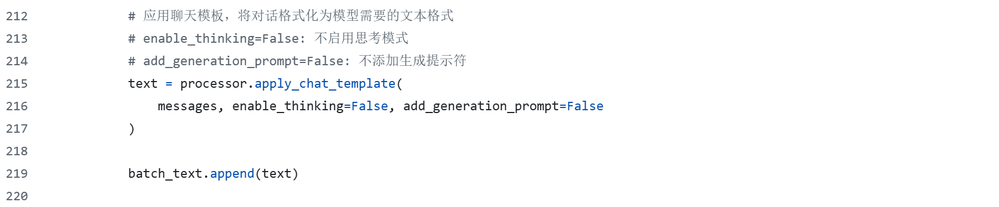 212 # 应用聊天模板，将对话格式化为模型需要的文本格式
213 # enable_thinking=False: 不启用思考模式
214 # add_generation_prompt=False: 不添加生成提示符
215 text = processor.apply_chat_template(
216 messages, enable_thinking=False, add_generation_prompt=False
217 )
218
219 batch_text.append(text)
220